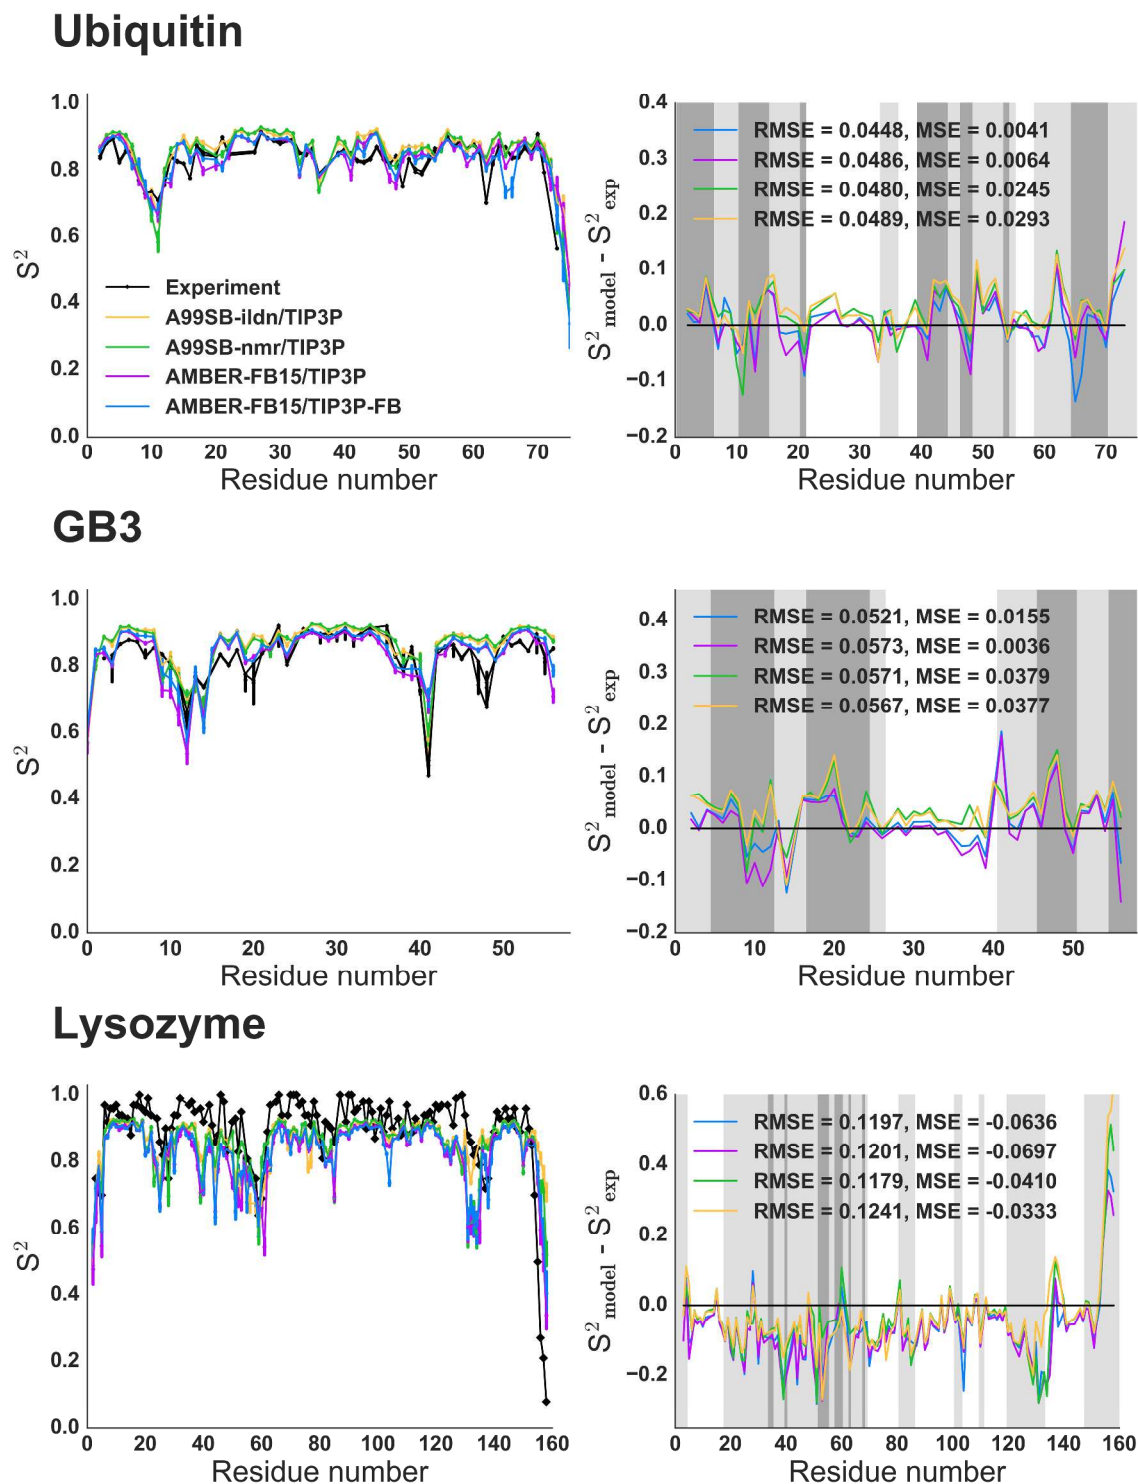 Ubiquitin
1.0
0.8
0.6
0.4
0.2
0.0
S2
Experiment
A99SB-ildn/TIP3P
A99SB-nmr/TIP3P
AMBER-FB15/TIP3P
AMBER-FB15/TIP3P-FB
0 10 20 30 40 50 60 70
Residue number
0.4
0.3
0.2
0.1
0.0
−0.1
−0.2
S2 model - S2 exp
RMSE = 0.0448, MSE = 0.0041
RMSE = 0.0486, MSE = 0.0064
RMSE = 0.0480, MSE = 0.0245
RMSE = 0.0489, MSE = 0.0293
0 10 20 30 40 50 60 70
Residue number
GB3
1.0
0.8
0.6
0.4
0.2
0.0
S2
0 10 20 30 40 50
Residue number
0.4
0.3
0.2
0.1
0.0
−0.1
−0.2
S2 model - S2 exp
RMSE = 0.0521, MSE = 0.0155
RMSE = 0.0573, MSE = 0.0036
RMSE = 0.0571, MSE = 0.0379
RMSE = 0.0567, MSE = 0.0377
0 10 20 30 40 50
Residue number
Lysozyme
1.0
0.8
0.6
0.4
0.2
0.0
S2
0 20 40 60 80 100 120 140 160
Residue number
0.6
0.4
0.2
0.0
−0.2
S2 model - S2 exp
RMSE = 0.1197, MSE = -0.0636
RMSE = 0.1201, MSE = -0.0697
RMSE = 0.1179, MSE = -0.0410
RMSE = 0.1241, MSE = -0.0333
0 20 40 60 80 100 120 140 160
Residue number